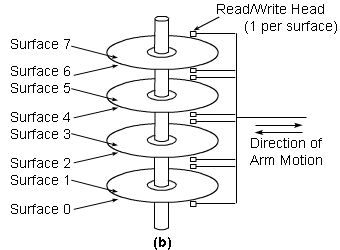 Read/Write Head
(1 per surface)
Surface 7
Surface 6
Surface 5
Surface 4
Surface 3
Surface 2
Surface 1
Surface 0
Direction of
Arm Motion
(b)